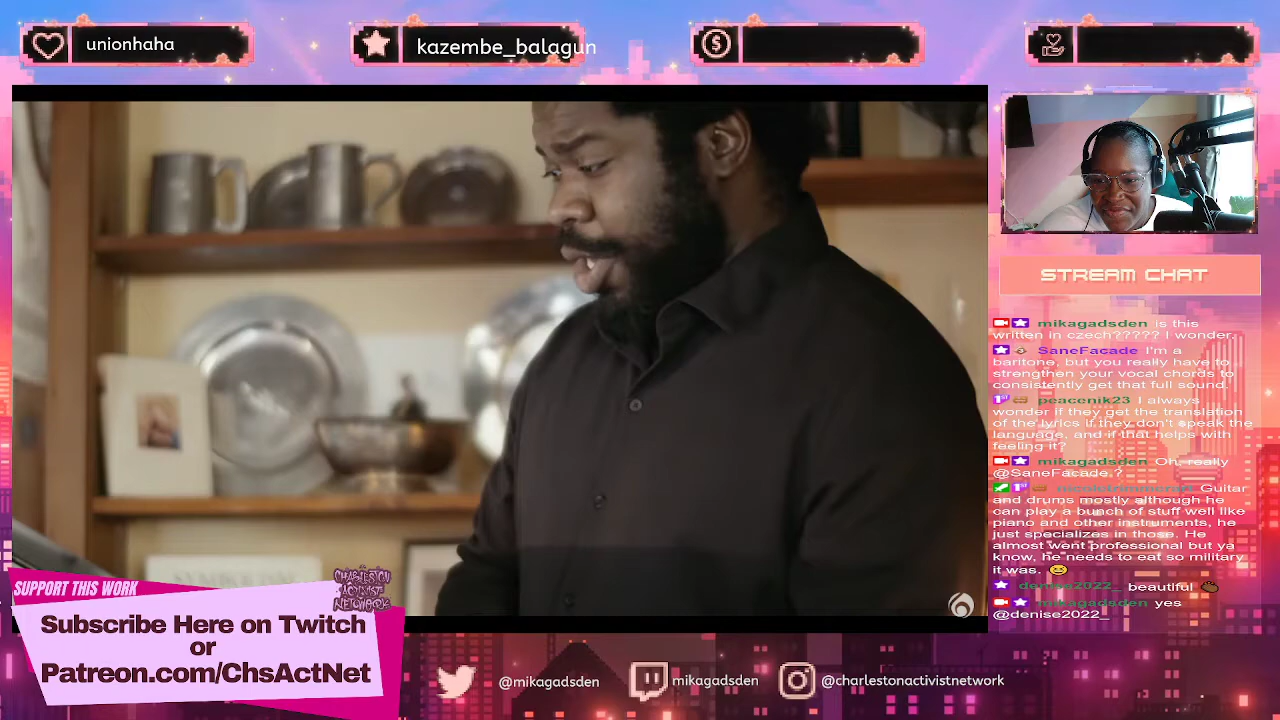 unionhaha
kazembe_balagun
STREAM CHAT
mikagadsden is this
written in czech????? I wonder.
SaneFacade I'm a
baritone, but you really have to
strengthen your vocal chords to
consistently get that full sound.
peacenik23 I always
wonder if they get the translation
of the lyrics if they don't speak the
language, and if that helps with
feeling it?
mikagadsden Oh, really
@SaneFacade.?
Guitar
and drums mostly although he
can play a bunch of stuff well like
piano and other instruments, he
just specializes in those. He
almost went professional but ya
know, he needs to eat so military
it was.
denise2022_ beautiful
mikagadsden yes
@denise2022_
SUPPORT THIS WORK
CHARLESTON
ACTIVIST
NETWORK
Subscribe Here on Twitch
or
Patreon.com/ChsActNet
@mikagadsden
mikagadsden
@charlestonactivistnetwork